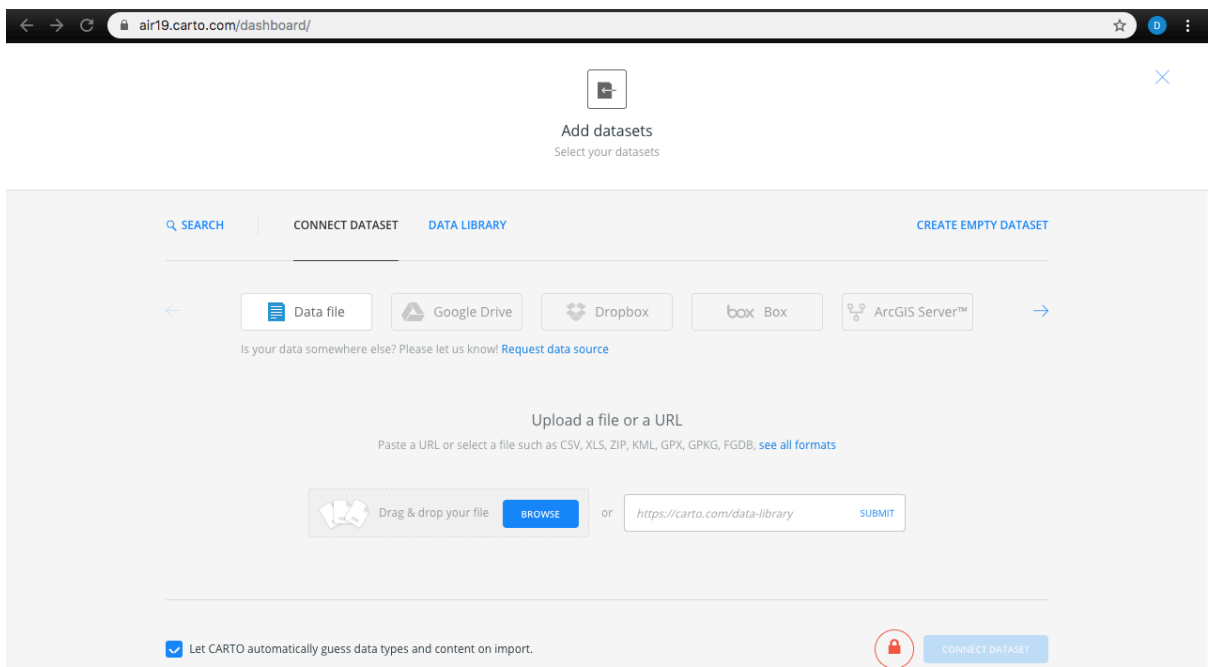 air19.carto.com/dashboard/
D
Add datasets
Select your datasets
SEARCH CONNECT DATASET DATA LIBRARY CREATE EMPTY DATASET
Data file Google Drive Dropbox box Box ArcGIS Server™
Is your data somewhere else? Please let us know! Request data source
Upload a file or a URL
Paste a URL or select a file such as CSV, XLS, ZIP, KML, GPX, GPKG, FGDB, see all formats
Drag & drop your file BROWSE or https://carto.com/data-library SUBMIT
Let CARTO automatically guess data types and content on import. CONNECT DATASET